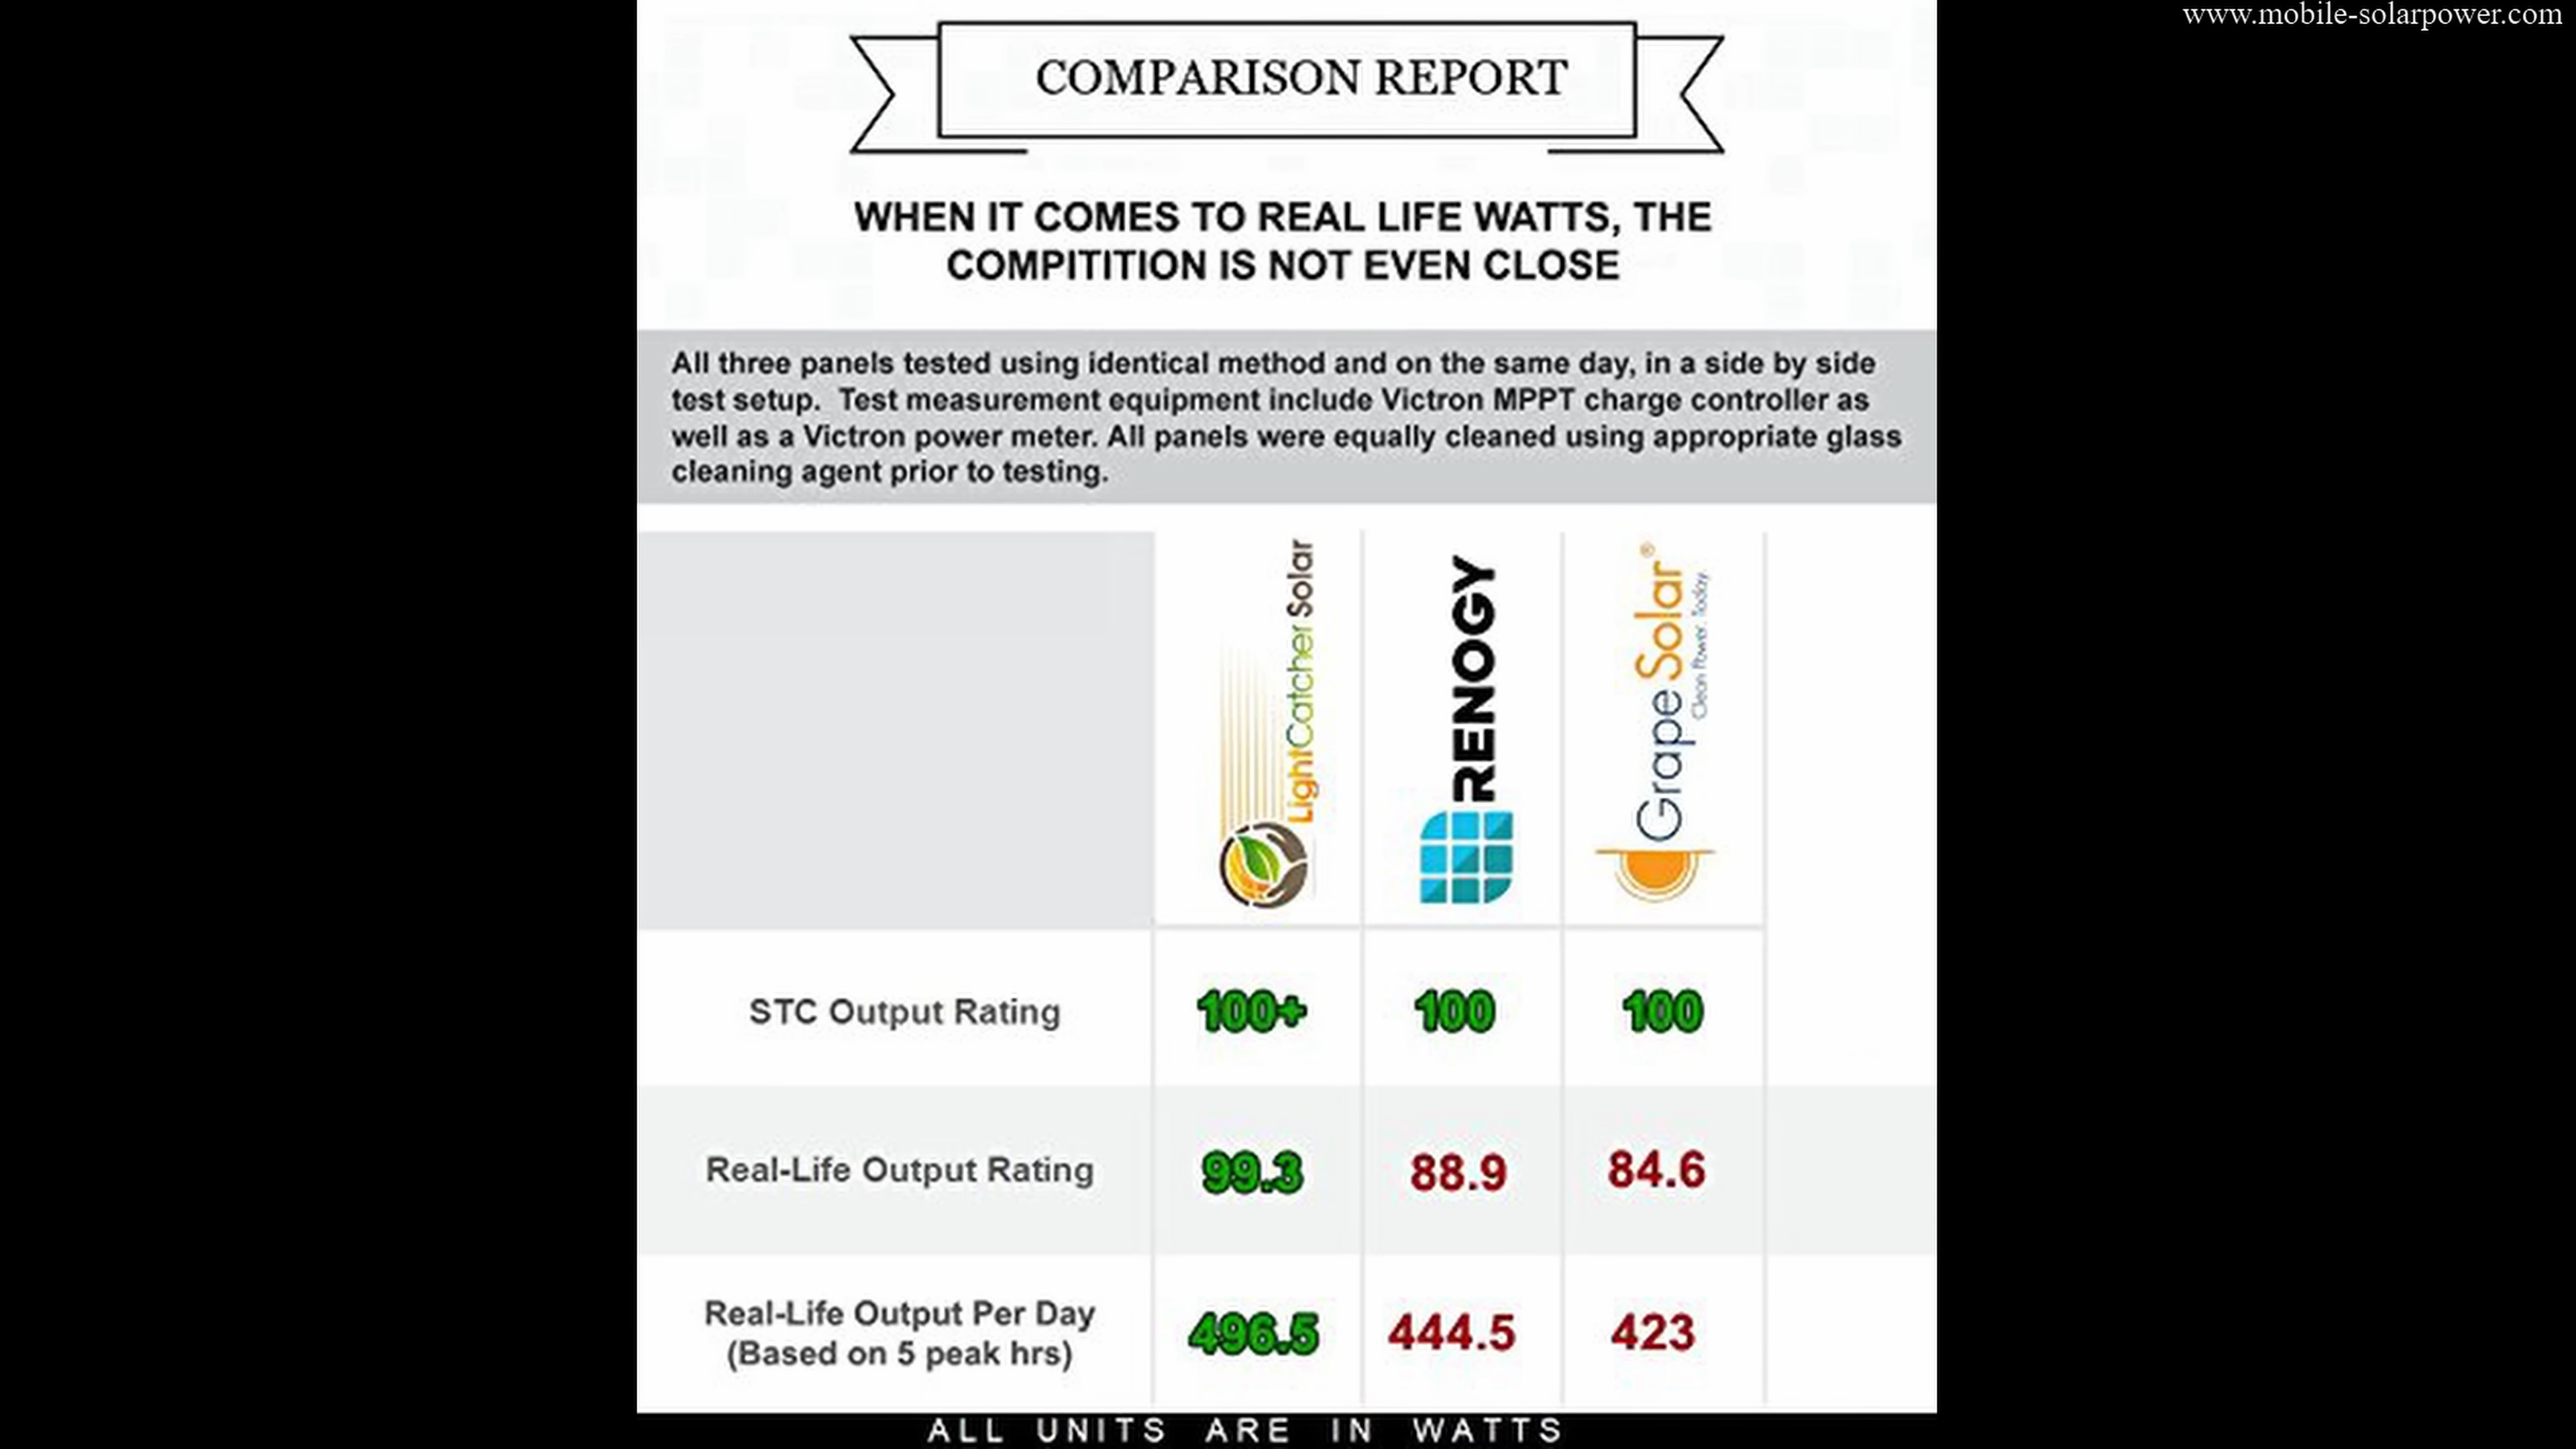 www.mobile-solarpower.com
COMPARISON REPORT
WHEN IT COMES TO REAL LIFE WATTS, THE
COMPITITION IS NOT EVEN CLOSE
All three panels tested using identical method and on the same day, in a side by side
test setup. Test measurement equipment include Victron MPPT charge controller as
well as a Victron power meter. All panels were equally cleaned using appropriate glass
cleaning agent prior to testing.
LightCatcher Solar
RENOGY
Grape Solar®
Clean Power. Today.
STC Output Rating 100+ 100 100
Real-Life Output Rating 99.3 88.9 84.6
Real-Life Output Per Day
(Based on 5 peak hrs) 496.5 444.5 423
ALL UNITS ARE IN WATTS